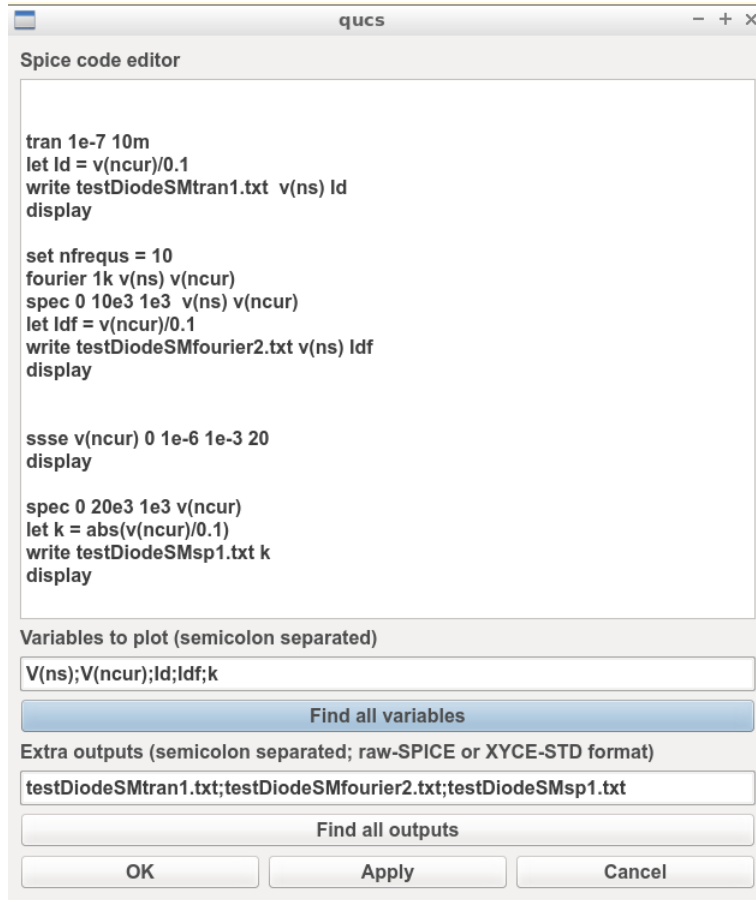 qucs
Spice code editor
tran 1e-7 10m
let Id = v(ncur)/0.1
write testDiodeSMtran1.txt  v(ns) Id
display
set nfrequs = 10
fourier 1k v(ns) v(ncur)
spec 0 10e3 1e3  v(ns) v(ncur)
let Idf = v(ncur)/0.1
write testDiodeSMfourier2.txt v(ns) Idf
display
ssse v(ncur) 0 1e-6 1e-3 20
display
spec 0 20e3 1e3 v(ncur)
let k = abs(v(ncur)/0.1)
write testDiodeSMsp1.txt k
display
Variables to plot (semicolon separated)
V(ns);V(ncur);Id;Idf;k
Find all variables
Extra outputs (semicolon separated; raw-SPICE or XYCE-STD format)
testDiodeSMtran1.txt;testDiodeSMfourier2.txt;testDiodeSMsp1.txt
Find all outputs
OK Apply Cancel